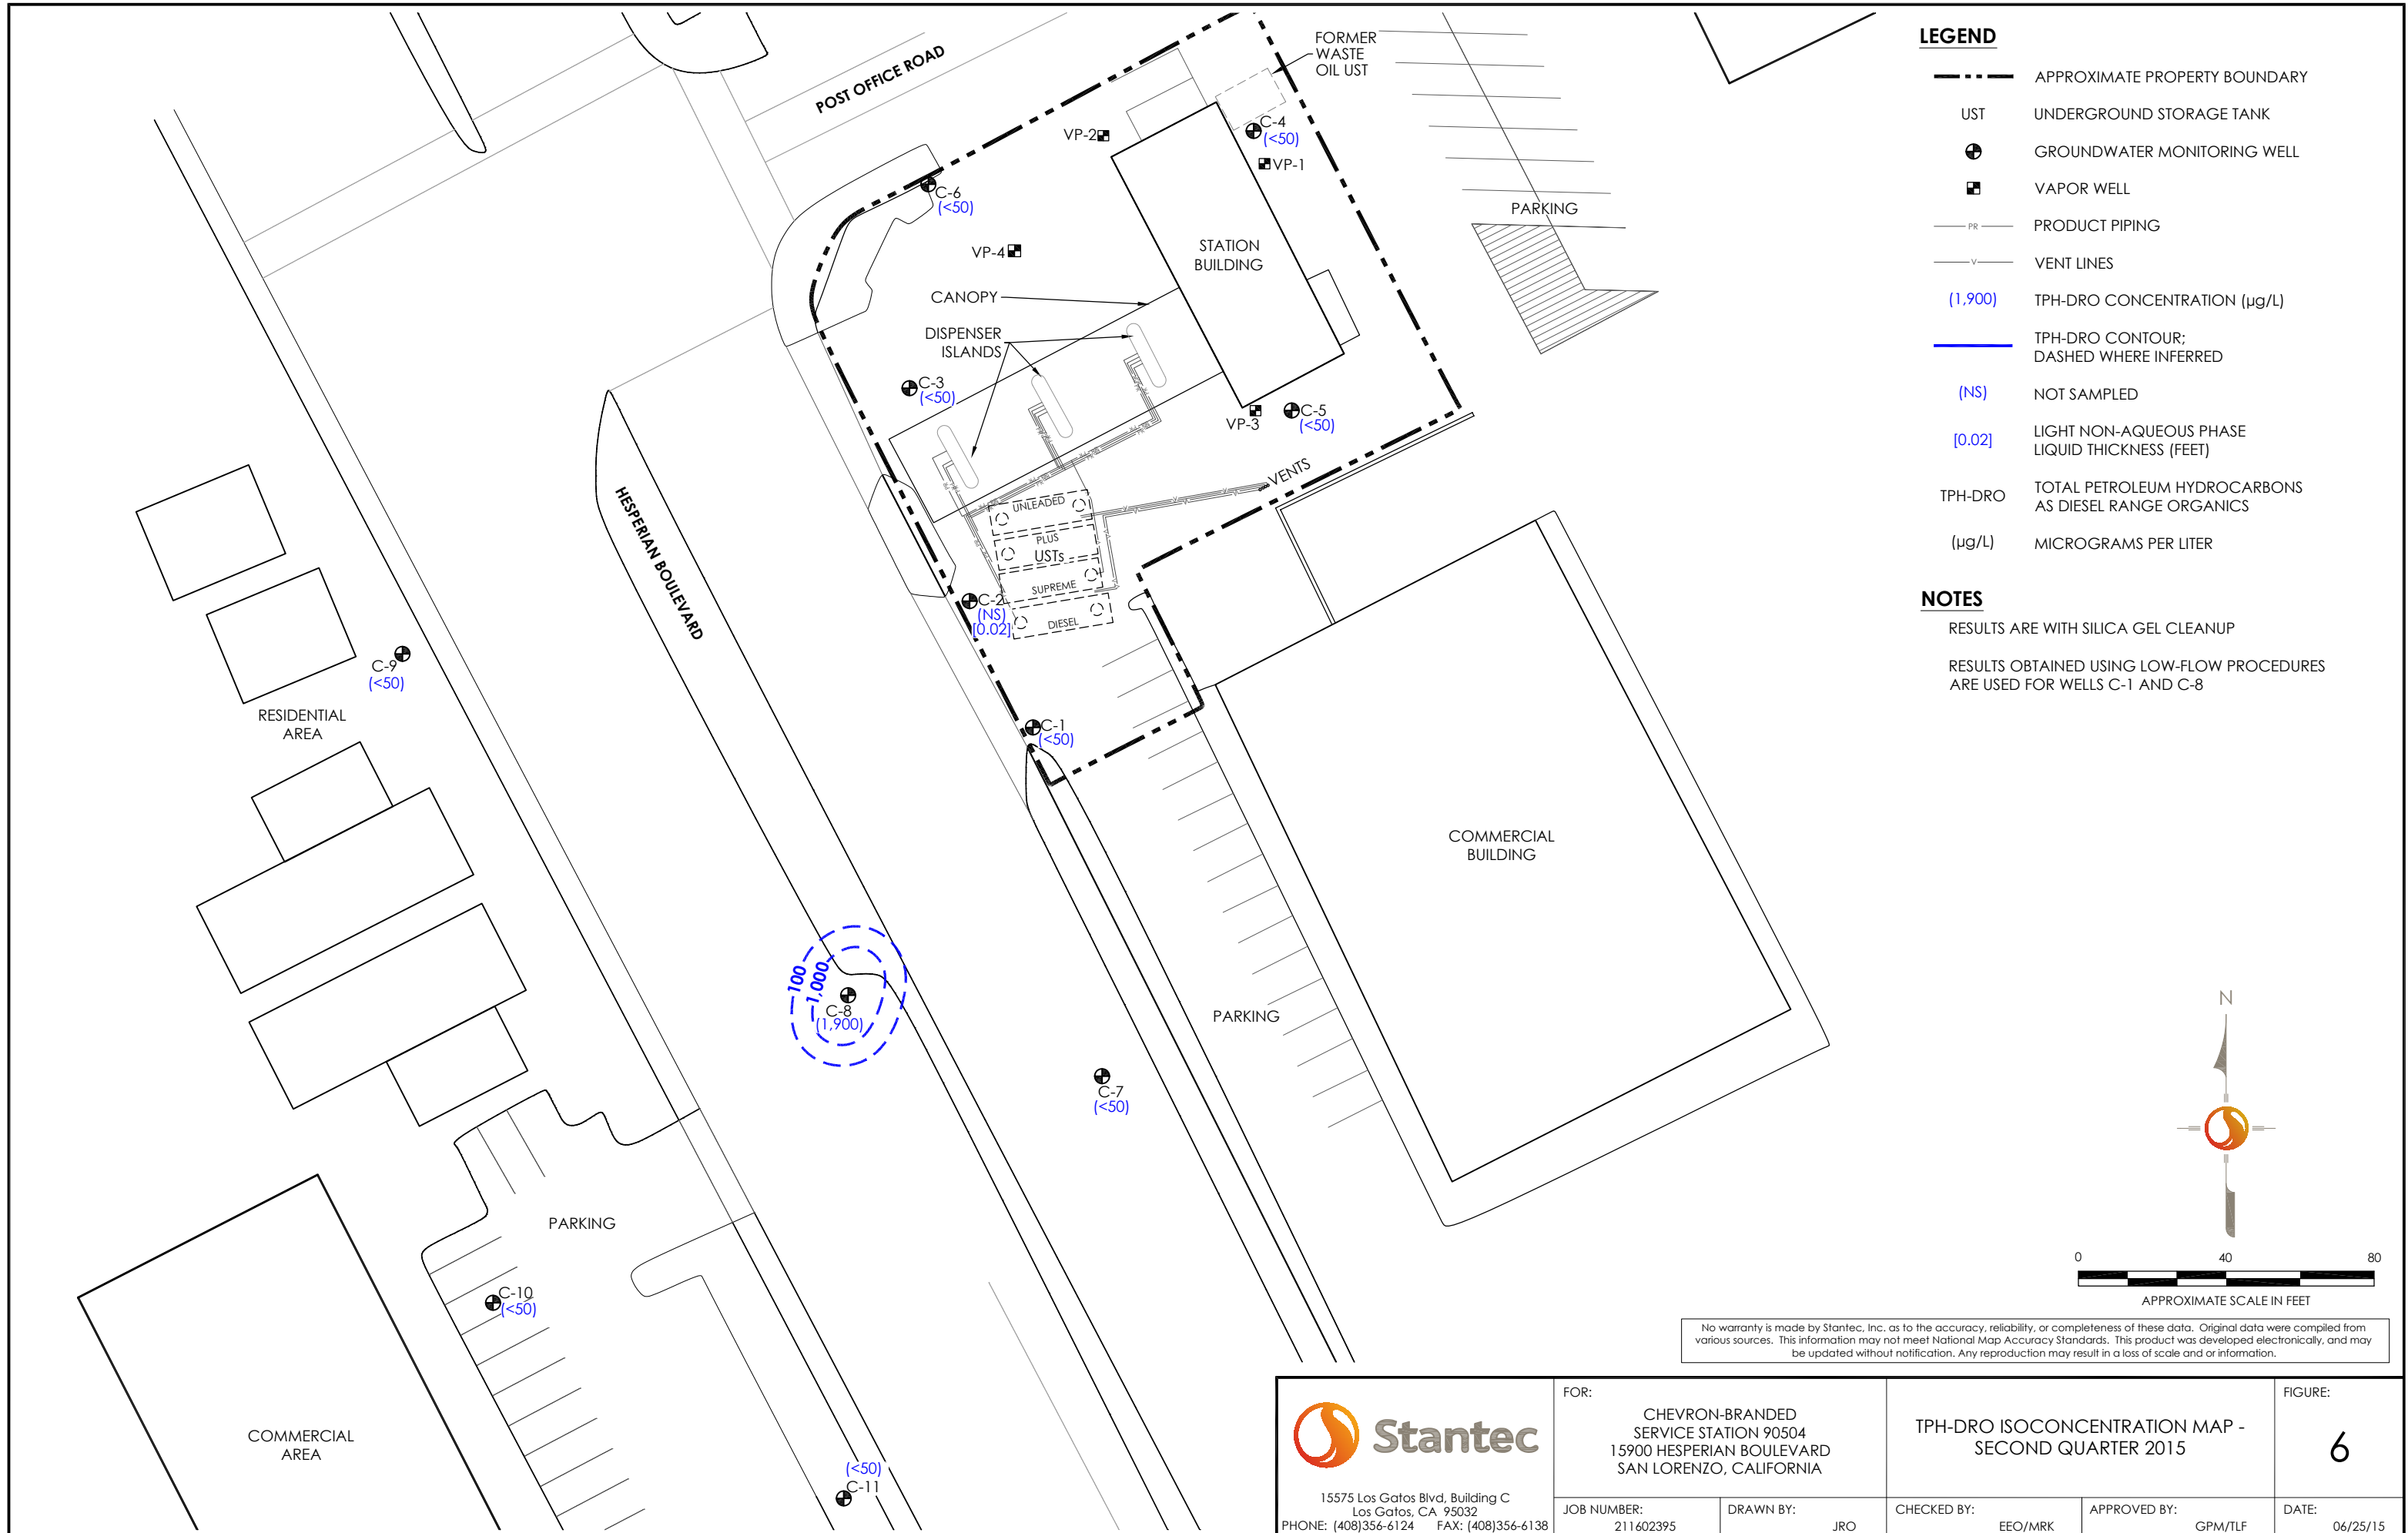 POST OFFICE ROAD
FORMER
WASTE
OIL UST
C-4
(<50)
VP-2
VP-1
C-6
(<50)
PARKING
VP-4
STATION
BUILDING
CANOPY
DISPENSER
ISLANDS
C-3
(<50)
VP-3
C-5
(<50)
VENTS
HESPERIAN BOULEVARD
UNLEADED
PLUS
USTs
SUPREME
DIESEL
C-2
(NS)
[0.02]
C-9
(<50)
RESIDENTIAL
AREA
C-1
(<50)
COMMERCIAL
BUILDING
100
1,000
C-8
(1,900)
PARKING
C-7
(<50)
PARKING
C-10
(<50)
COMMERCIAL
AREA
(<50)
C-11
LEGEND
APPROXIMATE PROPERTY BOUNDARY
UST UNDERGROUND STORAGE TANK
GROUNDWATER MONITORING WELL
VAPOR WELL
PR PRODUCT PIPING
V VENT LINES
(1,900) TPH-DRO CONCENTRATION (µg/L)
TPH-DRO CONTOUR;
DASHED WHERE INFERRED
(NS) NOT SAMPLED
[0.02] LIGHT NON-AQUEOUS PHASE
LIQUID THICKNESS (FEET)
TPH-DRO TOTAL PETROLEUM HYDROCARBONS
AS DIESEL RANGE ORGANICS
(µg/L) MICROGRAMS PER LITER
NOTES
RESULTS ARE WITH SILICA GEL CLEANUP
RESULTS OBTAINED USING LOW-FLOW PROCEDURES
ARE USED FOR WELLS C-1 AND C-8
N
0 40 80
APPROXIMATE SCALE IN FEET
No warranty is made by Stantec, Inc. as to the accuracy, reliability, or completeness of these data. Original data were compiled from
various sources. This information may not meet National Map Accuracy Standards. This product was developed electronically, and may
be updated without notification. Any reproduction may result in a loss of scale and or information.
Stantec
15575 Los Gatos Blvd, Building C
Los Gatos, CA 95032
PHONE: (408)356-6124 FAX: (408)356-6138
FOR:
CHEVRON-BRANDED
SERVICE STATION 90504
15900 HESPERIAN BOULEVARD
SAN LORENZO, CALIFORNIA
TPH-DRO ISOCONCENTRATION MAP -
SECOND QUARTER 2015
FIGURE:
6
JOB NUMBER:
211602395
DRAWN BY:
JRO
CHECKED BY:
EEO/MRK
APPROVED BY:
GPM/TLF
DATE:
06/25/15